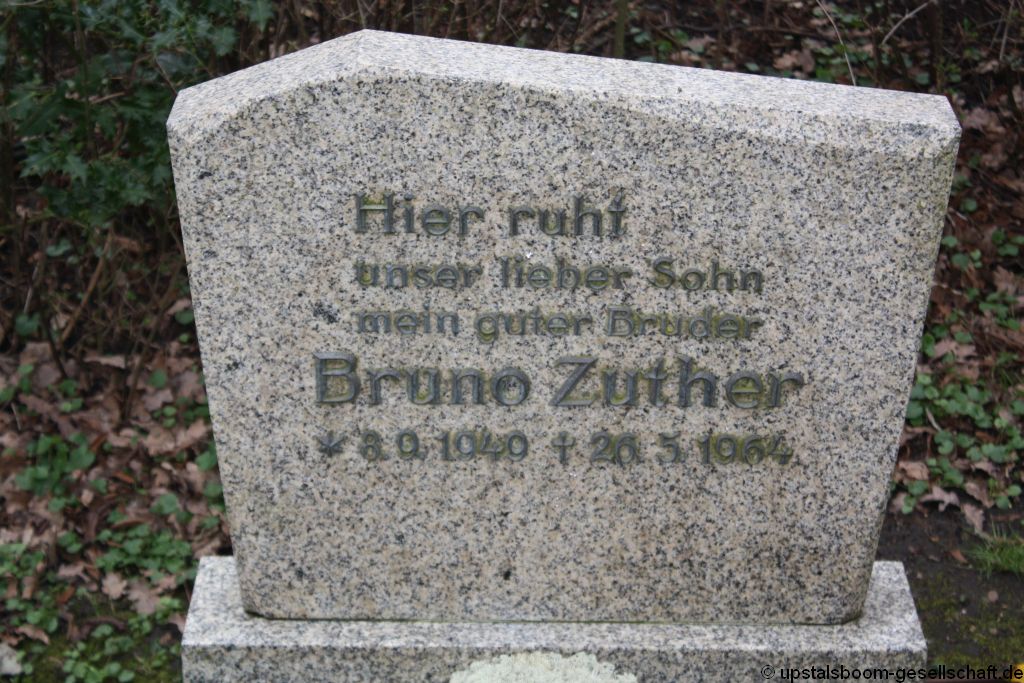 Hier ruht
unser lieber Sohn
mein guter Bruder
Bruno Zuther
* 8.9.1949 † 26.5.1964
© upstalsboom-gesellschaft.de